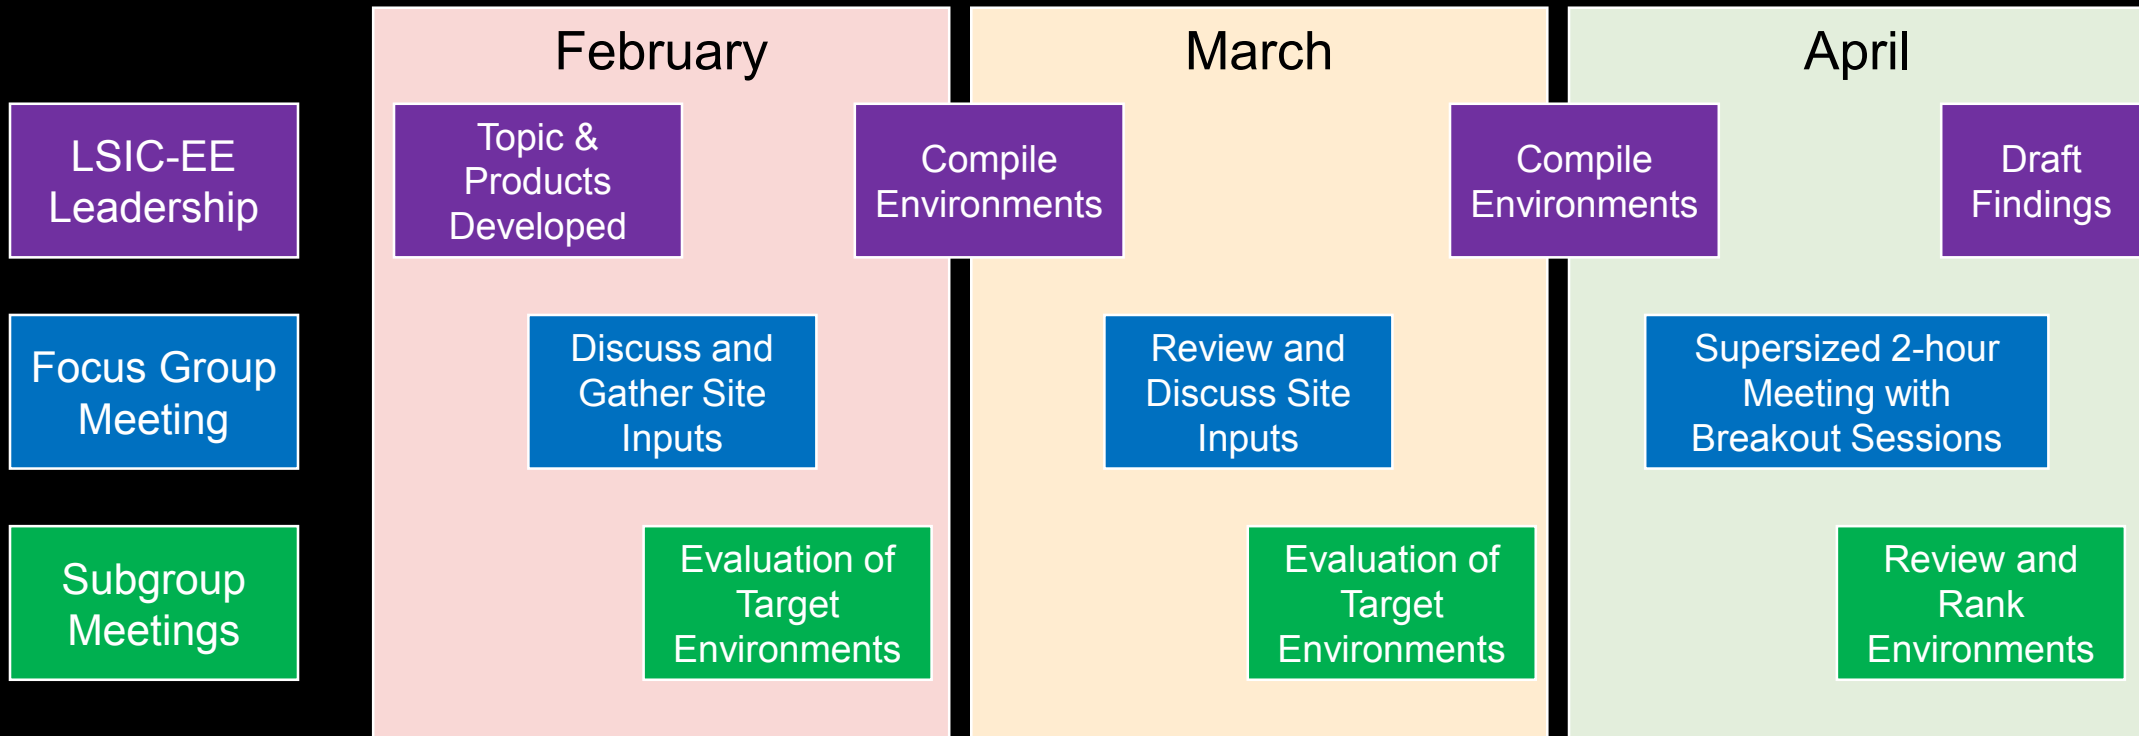 February
March
April
LSIC-EE
Leadership
Topic &
Products
Developed
Compile
Environments
Compile
Environments
Draft
Findings
Focus Group
Meeting
Discuss and
Gather Site
Inputs
Review and
Discuss Site
Inputs
Supersized 2-hour
Meeting with
Breakout Sessions
Subgroup
Meetings
Evaluation of
Target
Environments
Evaluation of
Target
Environments
Review and
Rank
Environments